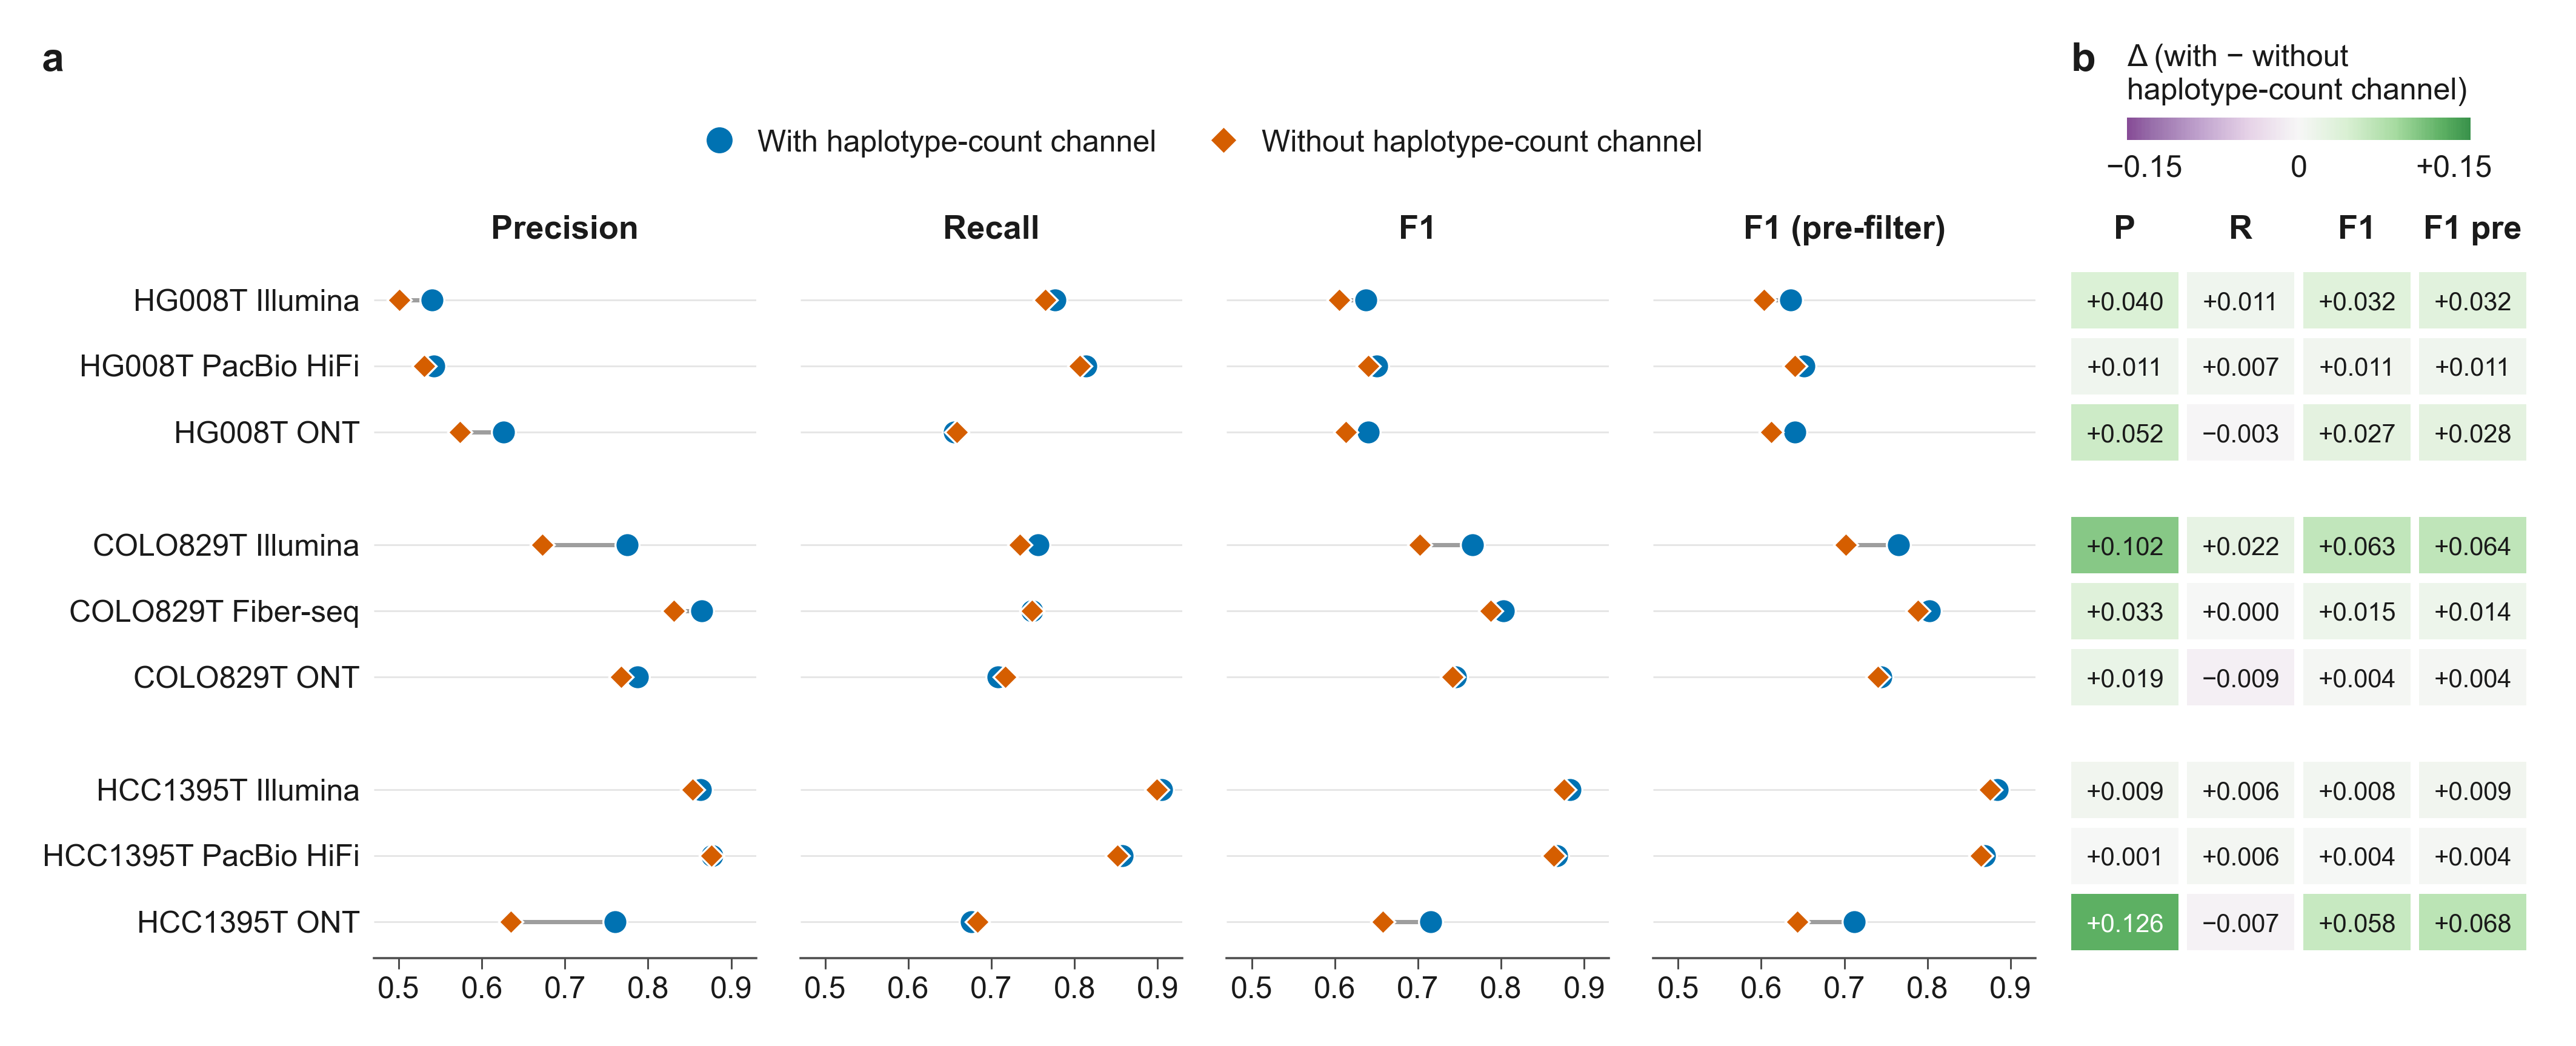 a
With haplotype-count channel
Without haplotype-count channel
b
Δ (with − without
haplotype-count channel)
−0.15 0 +0.15
Precision Recall F1 F1 (pre-filter) P R F1 F1 pre
HG008T Illumina +0.040 +0.011 +0.032 +0.032
HG008T PacBio HiFi +0.011 +0.007 +0.011 +0.011
HG008T ONT +0.052 −0.003 +0.027 +0.028
COLO829T Illumina +0.102 +0.022 +0.063 +0.064
COLO829T Fiber-seq +0.033 +0.000 +0.015 +0.014
COLO829T ONT +0.019 −0.009 +0.004 +0.004
HCC1395T Illumina +0.009 +0.006 +0.008 +0.009
HCC1395T PacBio HiFi +0.001 +0.006 +0.004 +0.004
HCC1395T ONT +0.126 −0.007 +0.058 +0.068
0.5 0.6 0.7 0.8 0.9 0.5 0.6 0.7 0.8 0.9 0.5 0.6 0.7 0.8 0.9 0.5 0.6 0.7 0.8 0.9